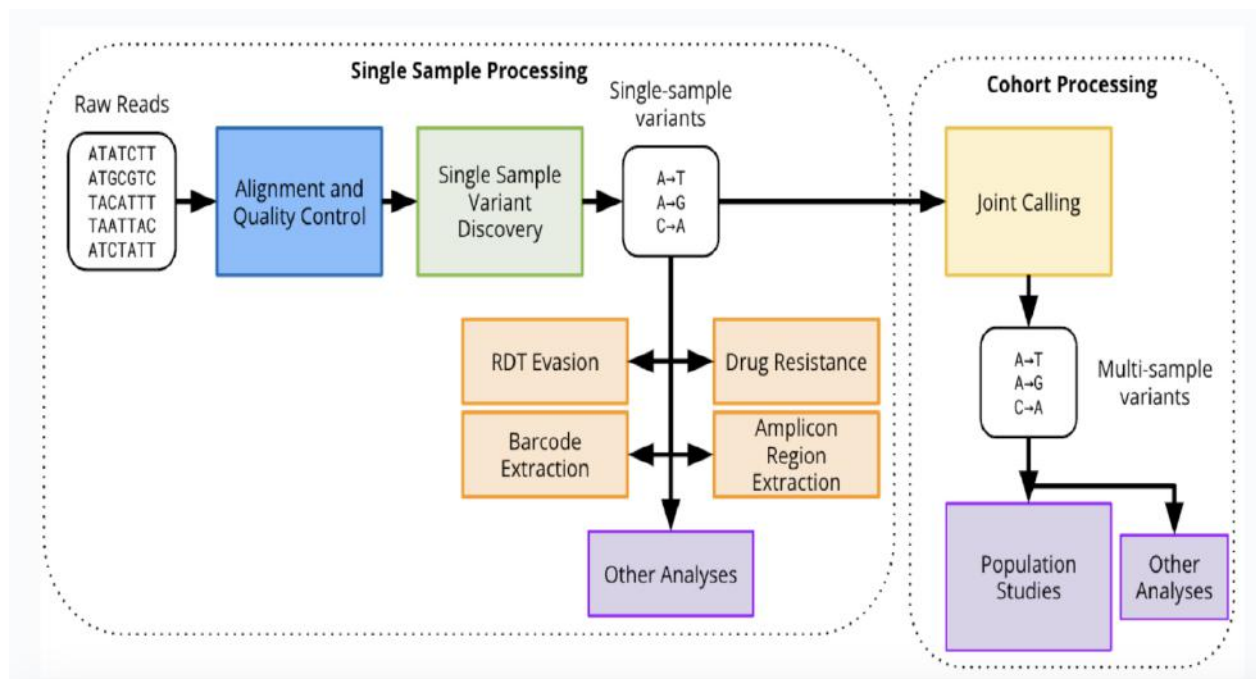 Single Sample Processing
Raw Reads
ATATCTT
ATGCGTC
TACATTT
TAATTAC
ATCTATT
Alignment and
Quality Control
Single Sample
Variant
Discovery
Single-sample
variants
A→T
A→G
C→A
RDT Evasion
Drug Resistance
Barcode
Extraction
Amplicon
Region
Extraction
Other Analyses
Cohort Processing
Joint Calling
A→T
A→G
C→A
Multi-sample
variants
Population
Studies
Other
Analyses